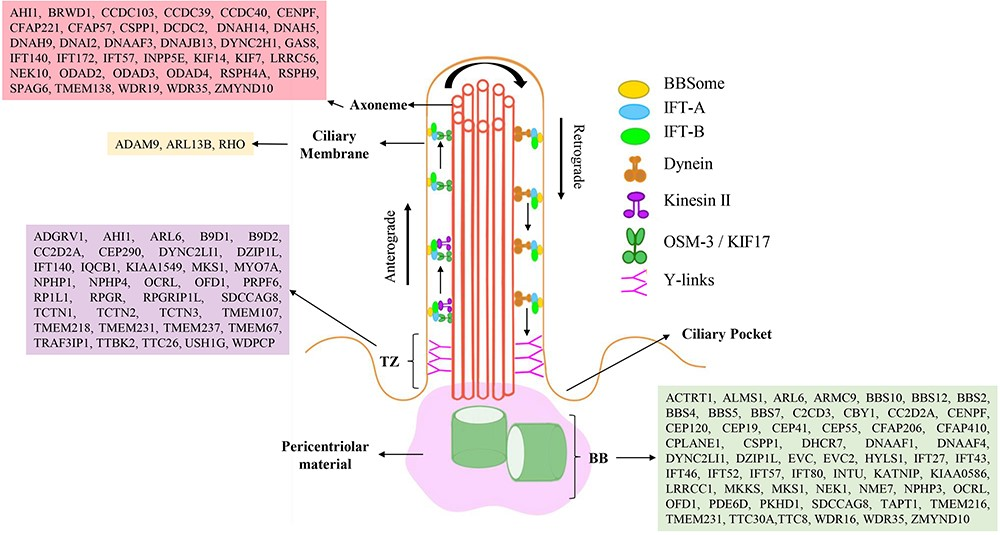 AHI1, BRWD1, CCDC103, CCDC39, CCDC40, CENPF,
CFAP221, CFAP57, CSPP1, DCDC2, DNAH14, DNAH5,
DNAH9, DNAI2, DNAAF3, DNAJB13, DYNC2H1, GAS8,
IFT140, IFT172, IFT57, INPP5E, KIF14, KIF7, LRRC56,
NEK10, ODAD2, ODAD3, ODAD4, RSPH4A, RSPH9,
SPAG6, TMEM138, WDR19, WDR35, ZMYND10
Axoneme
Ciliary
Membrane
ADAM9, ARL13B, RHO
ADGRV1, AHI1, ARL6, B9D1, B9D2,
CC2D2A, CEP290, DYNC2LI1, DZIP1L,
IFT140, IQCB1, KIAA1549, MKS1, MYO7A,
NPHP1, NPHP4, OCRL, OFD1, PRPF6,
RP1L1, RPGR, RPGRIP1L, SDCCAG8,
TCTN1, TCTN2, TCTN3, TMEM107,
TMEM218, TMEM231, TMEM237, TMEM67,
TRAF3IP1, TTBK2, TTC26, USH1G, WDPCP
Anterograde
Retrograde
BBSome
IFT-A
IFT-B
Dynein
Kinesin II
OSM-3 / KIF17
Y-links
TZ
Ciliary Pocket
Pericentriolar
material
BB
ACTRT1, ALMS1, ARL6, ARMC9, BBS10, BBS12, BBS2,
BBS4, BBS5, BBS7, C2CD3, CBY1, CC2D2A, CENPF,
CEP120, CEP19, CEP41, CEP55, CFAP206, CFAP410,
CPLANE1, CSPP1, DHCR7, DNAAF1, DNAAF4,
DYNC2LI1, DZIP1L, EVC, EVC2, HYLS1, IFT27, IFT43,
IFT46, IFT52, IFT57, IFT80, INTU, KATNIP, KIAA0586,
LRRCC1, MKKS, MKS1, NEK1, NME7, NPHP3, OCRL,
OFD1, PDE6D, PKHD1, SDCCAG8, TAPT1, TMEM216,
TMEM231, TTC30A,TTC8, WDR16, WDR35, ZMYND10